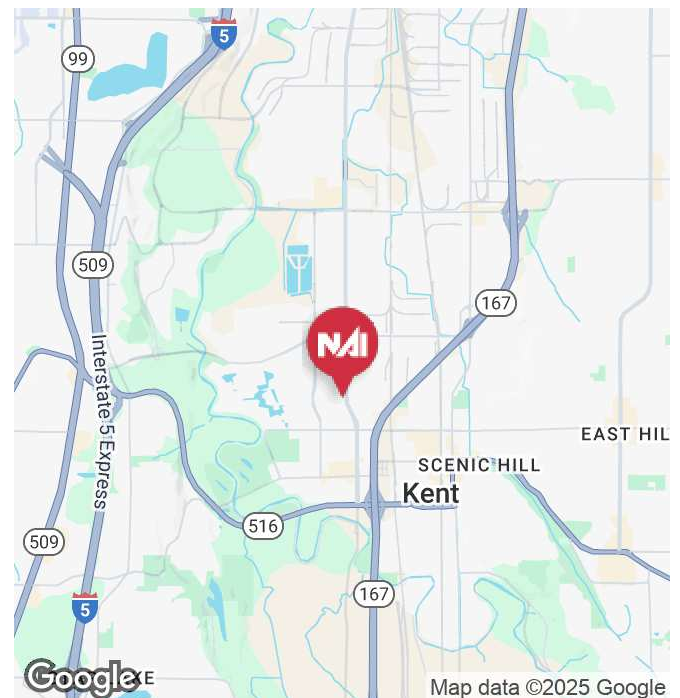 5
99
509
167
NAI
Interstate 5 Express
EAST HIL
SCENIC HILL
Kent
516
509
167
5
Google
KE
Map data ©2025 Google